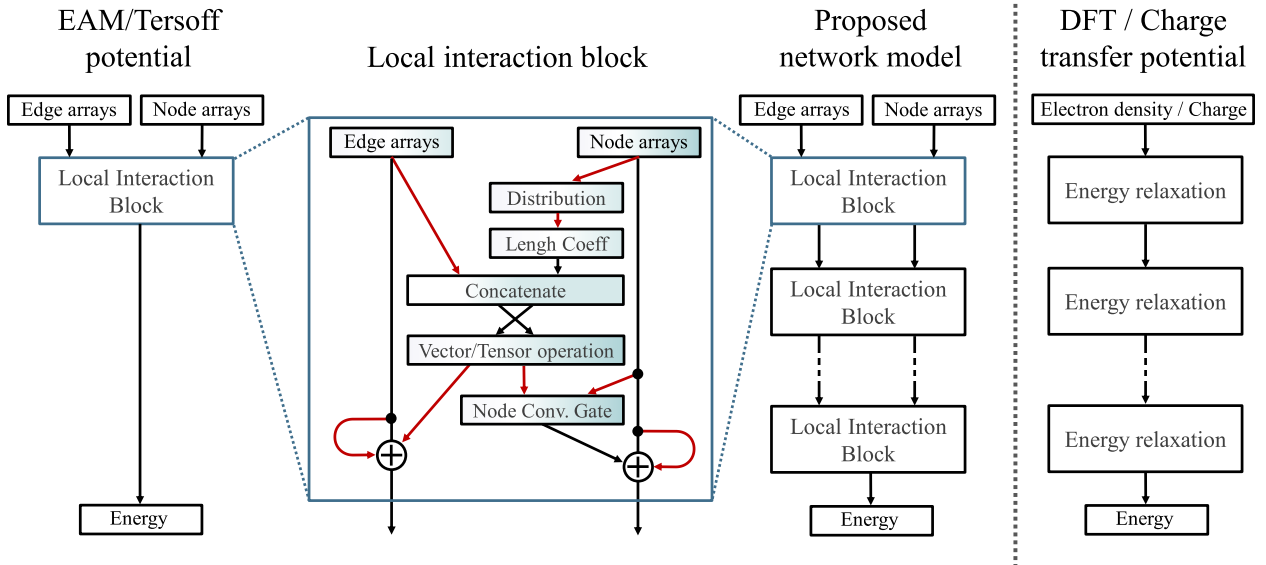 EAM/Tersoff
potential
Edge arrays
Node arrays
Local Interaction
Block
Energy
Local interaction block
Edge arrays
Node arrays
Distribution
Lengh Coeff
Concatenate
Vector/Tensor operation
Node Conv. Gate
Proposed
network model
Edge arrays
Node arrays
Local Interaction
Block
Local Interaction
Block
Local Interaction
Block
Energy
DFT / Charge
transfer potential
Electron density / Charge
Energy relaxation
Energy relaxation
Energy relaxation
Energy